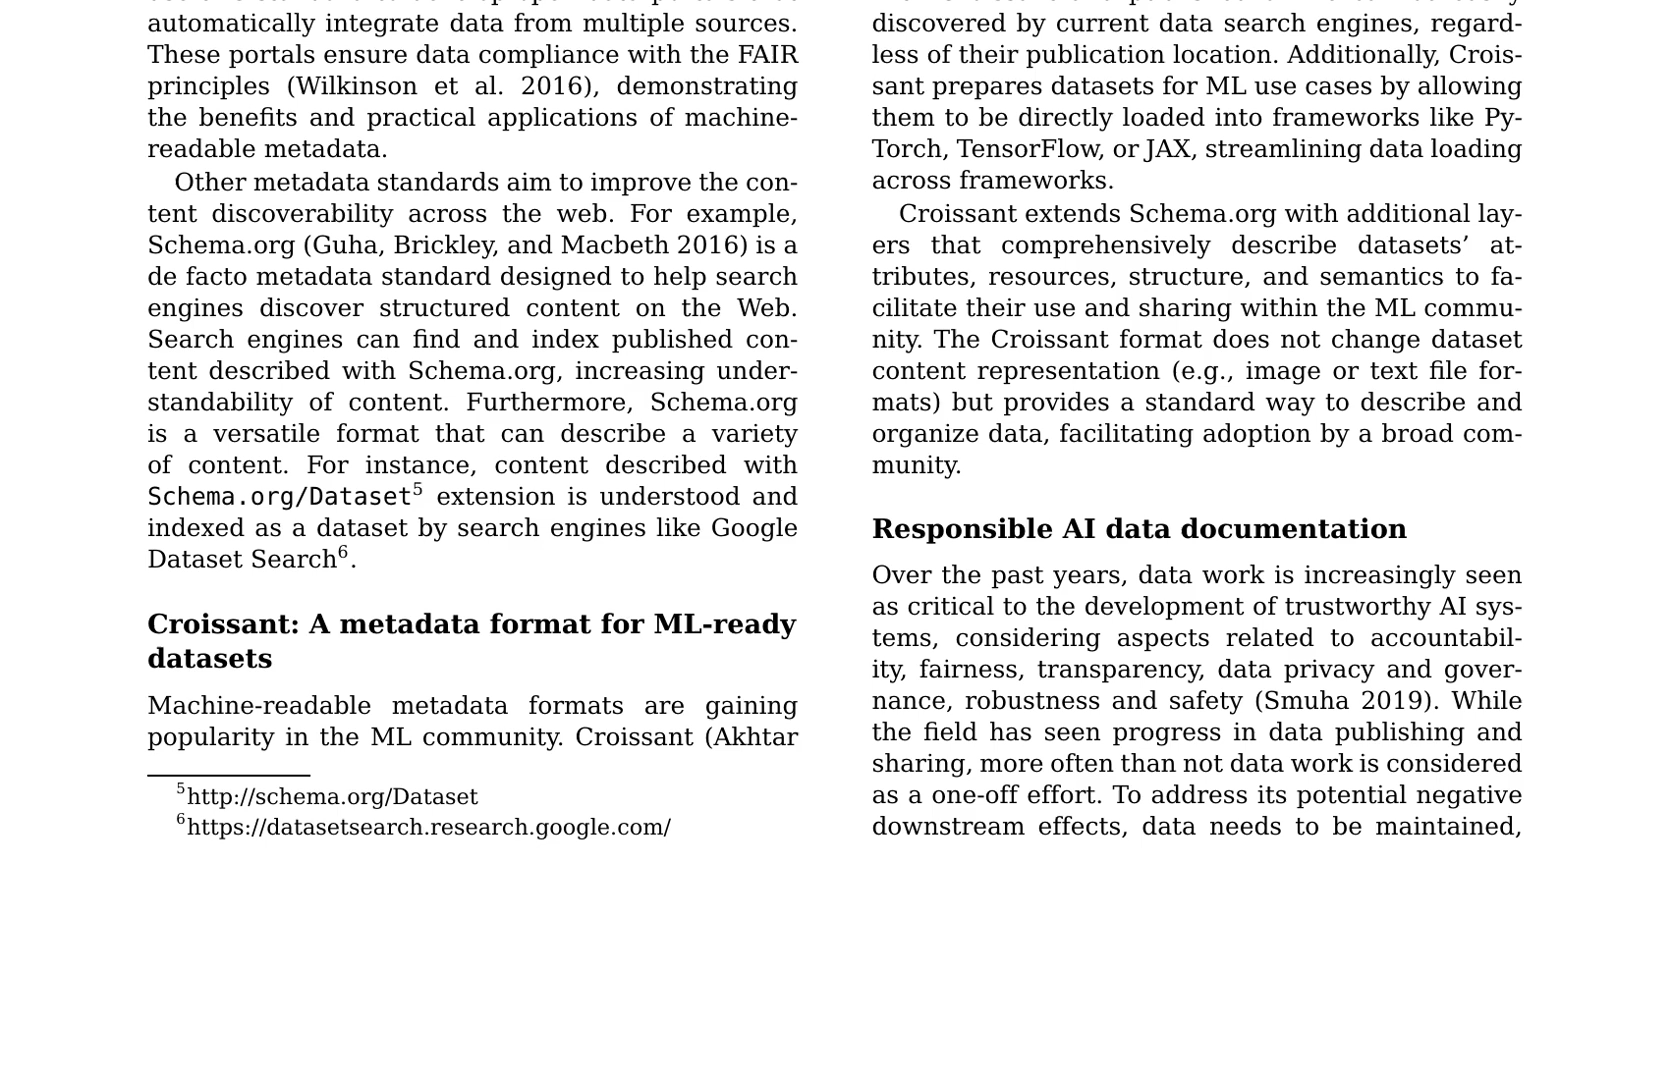 automatically integrate data from multiple sources.
These portals ensure data compliance with the FAIR
principles (Wilkinson et al. 2016), demonstrating
the benefits and practical applications of machine-
readable metadata.
Other metadata standards aim to improve the con-
tent discoverability across the web. For example,
Schema.org (Guha, Brickley, and Macbeth 2016) is a
de facto metadata standard designed to help search
engines discover structured content on the Web.
Search engines can find and index published con-
tent described with Schema.org, increasing under-
standability of content. Furthermore, Schema.org
is a versatile format that can describe a variety
of content. For instance, content described with
Schema.org/Dataset5 extension is understood and
indexed as a dataset by search engines like Google
Dataset Search6.
Croissant: A metadata format for ML-ready
datasets
Machine-readable metadata formats are gaining
popularity in the ML community. Croissant (Akhtar
5http://schema.org/Dataset
6https://datasetsearch.research.google.com/
discovered by current data search engines, regard-
less of their publication location. Additionally, Crois-
sant prepares datasets for ML use cases by allowing
them to be directly loaded into frameworks like Py-
Torch, TensorFlow, or JAX, streamlining data loading
across frameworks.
Croissant extends Schema.org with additional lay-
ers that comprehensively describe datasets’ at-
tributes, resources, structure, and semantics to fa-
cilitate their use and sharing within the ML commu-
nity. The Croissant format does not change dataset
content representation (e.g., image or text file for-
mats) but provides a standard way to describe and
organize data, facilitating adoption by a broad com-
munity.
Responsible AI data documentation
Over the past years, data work is increasingly seen
as critical to the development of trustworthy AI sys-
tems, considering aspects related to accountabil-
ity, fairness, transparency, data privacy and gover-
nance, robustness and safety (Smuha 2019). While
the field has seen progress in data publishing and
sharing, more often than not data work is considered
as a one-off effort. To address its potential negative
downstream effects, data needs to be maintained,